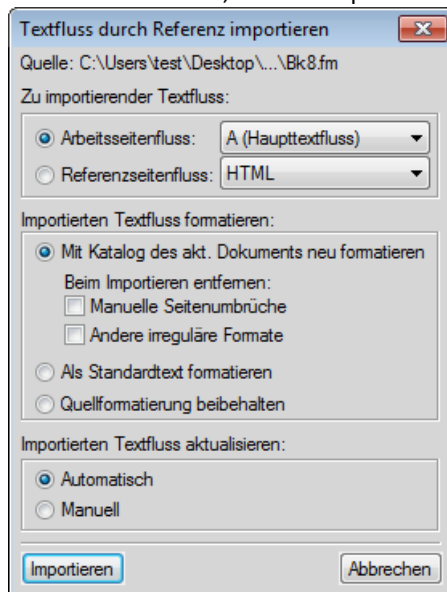 Textfluss durch Referenz importieren
Quelle: C:\Users\test\Desktop\...\Bk8.fm
Zu importierender Textfluss:
Arbeitsseitenfluss: A (Haupttextfluss)
Referenzseitenfluss: HTML
Importierten Textfluss formatieren:
Mit Katalog des akt. Dokuments neu formatieren
Beim Importieren entfernen:
Manuelle Seitenumbrüche
Andere irreguläre Formate
Als Standardtext formatieren
Quellformatierung beibehalten
Importierten Textfluss aktualisieren:
Automatisch
Manuell
Importieren Abbrechen